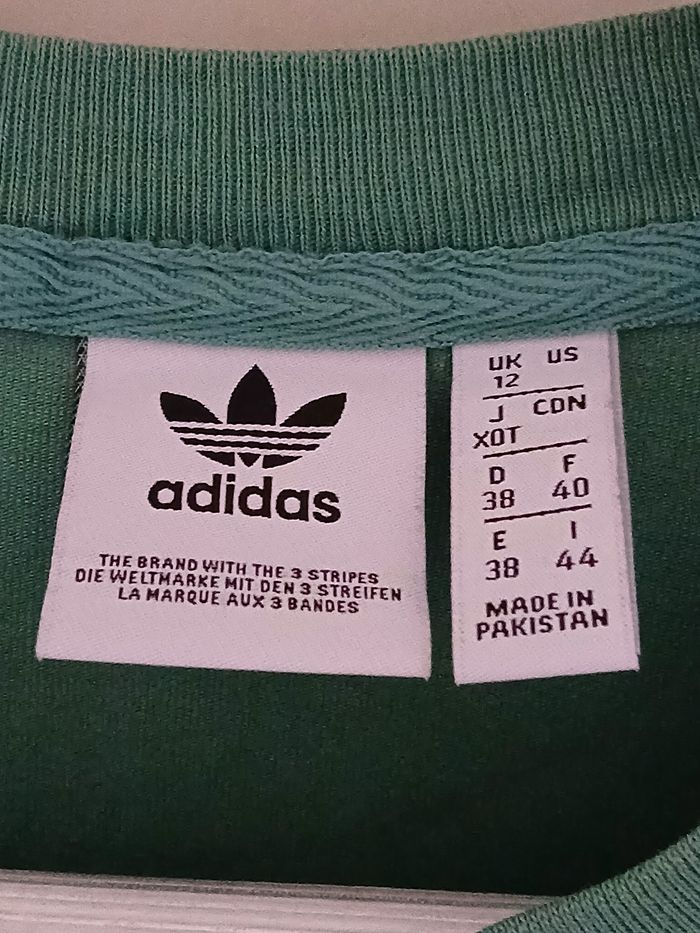 adidas
THE BRAND WITH THE 3 STRIPES
DIE WELTMARKE MIT DEN 3 STREIFEN
LA MARQUE AUX 3 BANDES
UK US
12
J CDN
XOT
D F
38 40
E I
38 44
MADE IN
PAKISTAN